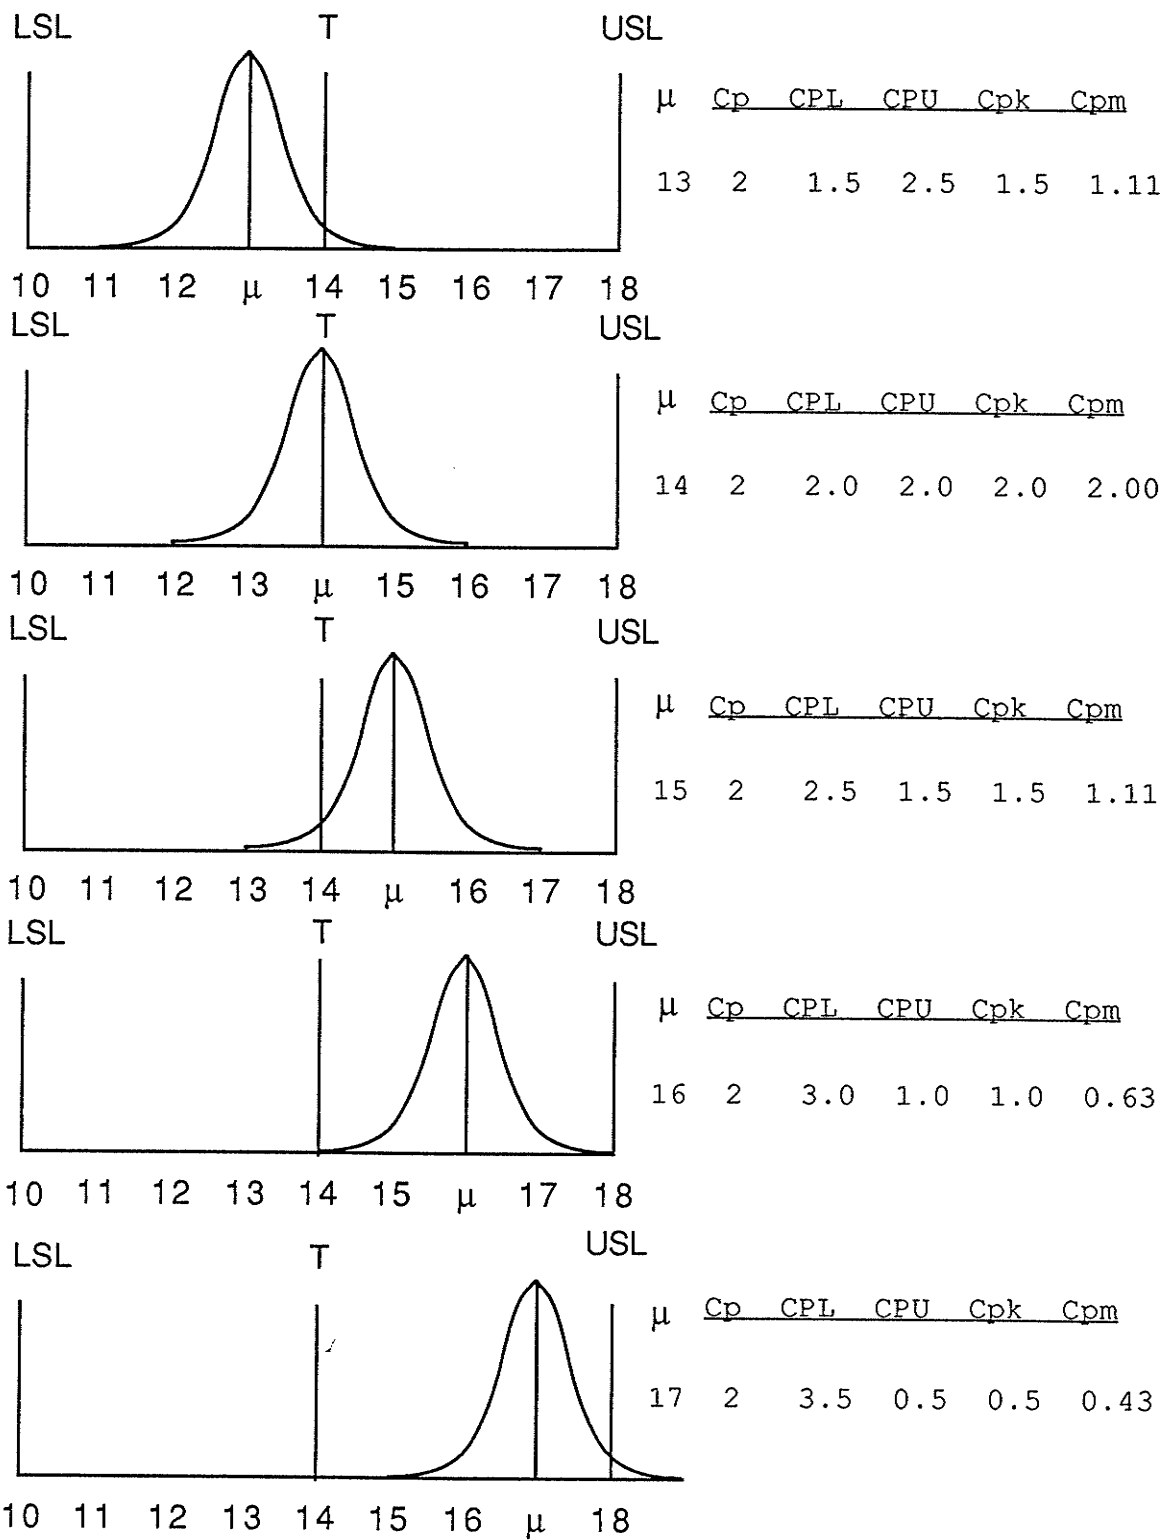 LSL T USL
μ Cp CPL CPU Cpk Cpm
13 2 1.5 2.5 1.5 1.11
10 11 12 μ 14 15 16 17 18
LSL T USL
μ Cp CPL CPU Cpk Cpm
14 2 2.0 2.0 2.0 2.00
10 11 12 13 μ 15 16 17 18
LSL T USL
μ Cp CPL CPU Cpk Cpm
15 2 2.5 1.5 1.5 1.11
10 11 12 13 14 μ 16 17 18
LSL T USL
μ Cp CPL CPU Cpk Cpm
16 2 3.0 1.0 1.0 0.63
10 11 12 13 14 15 μ 17 18
LSL T USL
μ Cp CPL CPU Cpk Cpm
17 2 3.5 0.5 0.5 0.43
10 11 12 13 14 15 16 μ 18